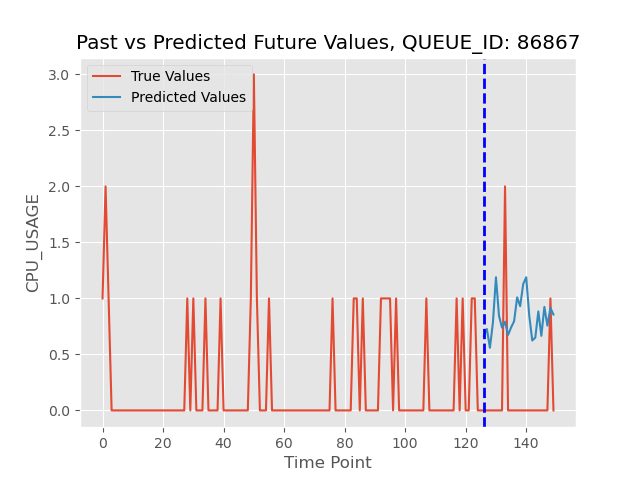 Past vs Predicted Future Values, QUEUE_ID: 86867
True Values
Predicted Values
CPU_USAGE
3.0
2.5
2.0
1.5
1.0
0.5
0.0
0 20 40 60 80 100 120 140
Time Point